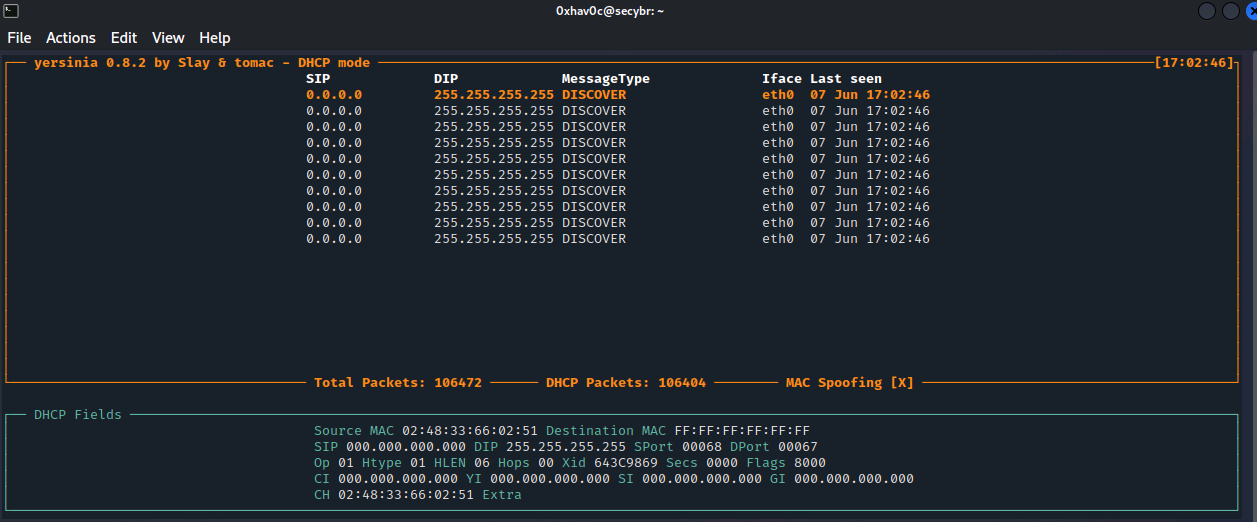 0xhav0c@secybr: ~
File Actions Edit View Help
yersinia 0.8.2 by Slay & tomac - DHCP mode [17:02:46]
SIP DIP MessageType Iface Last seen
0.0.0.0 255.255.255.255 DISCOVER eth0 07 Jun 17:02:46
0.0.0.0 255.255.255.255 DISCOVER eth0 07 Jun 17:02:46
0.0.0.0 255.255.255.255 DISCOVER eth0 07 Jun 17:02:46
0.0.0.0 255.255.255.255 DISCOVER eth0 07 Jun 17:02:46
0.0.0.0 255.255.255.255 DISCOVER eth0 07 Jun 17:02:46
0.0.0.0 255.255.255.255 DISCOVER eth0 07 Jun 17:02:46
0.0.0.0 255.255.255.255 DISCOVER eth0 07 Jun 17:02:46
0.0.0.0 255.255.255.255 DISCOVER eth0 07 Jun 17:02:46
0.0.0.0 255.255.255.255 DISCOVER eth0 07 Jun 17:02:46
0.0.0.0 255.255.255.255 DISCOVER eth0 07 Jun 17:02:46
Total Packets: 106472 DHCP Packets: 106404 MAC Spoofing [X]
DHCP Fields
Source MAC 02:48:33:66:02:51 Destination MAC FF:FF:FF:FF:FF:FF
SIP 000.000.000.000 DIP 255.255.255.255 SPort 00068 DPort 00067
Op 01 Htype 01 HLEN 06 Hops 00 Xid 643C9869 Secs 0000 Flags 8000
CI 000.000.000.000 YI 000.000.000.000 SI 000.000.000.000 GI 000.000.000.000
CH 02:48:33:66:02:51 Extra